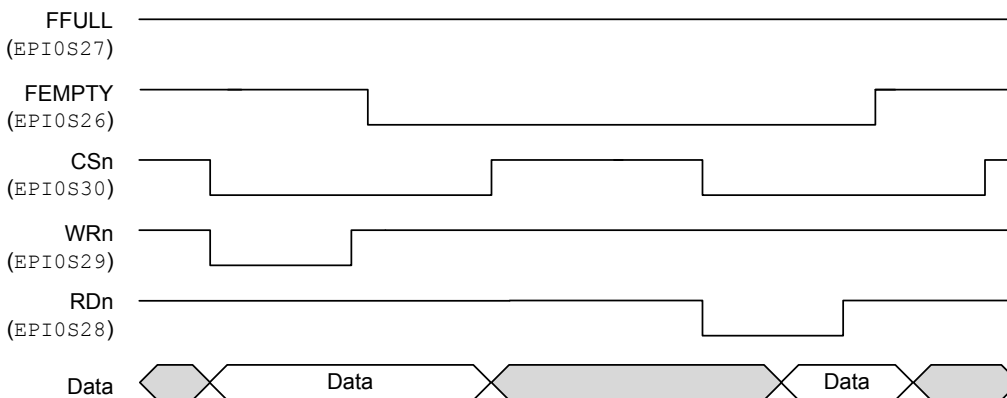 FFULL
(EPI0S27)
FEMPTY
(EPI0S26)
CSn
(EPI0S30)
WRn
(EPI0S29)
RDn
(EPI0S28)
Data Data Data